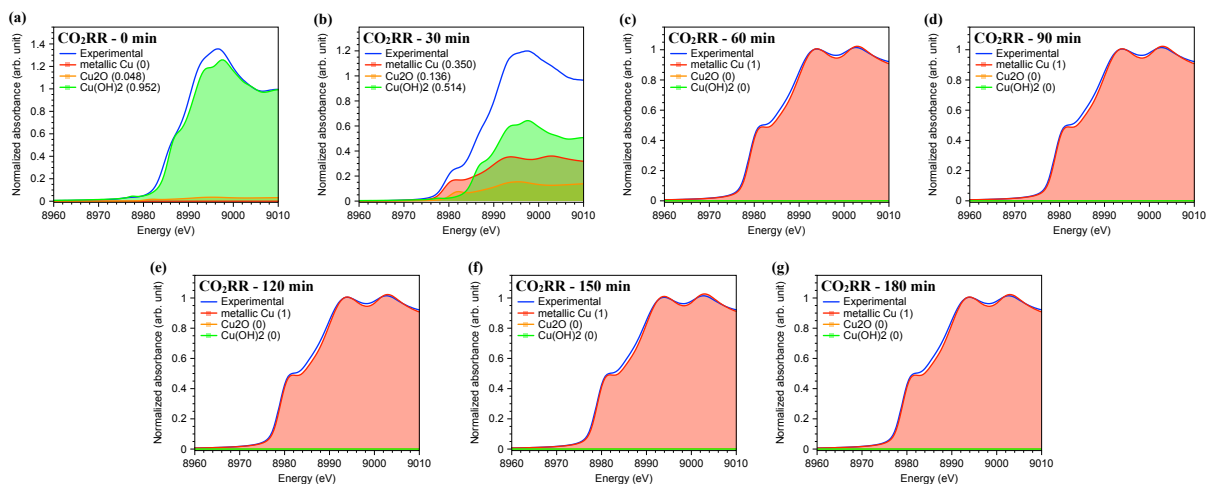 (a)
CO₂RR - 0 min
Experimental
metallic Cu (0)
Cu2O (0.048)
Cu(OH)2 (0.952)
Normalized absorbance (arb. unit)
1.4
1.2
1
0.8
0.6
0.4
0.2
0
8960 8970 8980 8990 9000 9010
Energy (eV)
(b)
CO₂RR - 30 min
Experimental
metallic Cu (0.350)
Cu2O (0.136)
Cu(OH)2 (0.514)
Normalized absorbance (arb. unit)
1.2
1.0
0.8
0.6
0.4
0.2
0
8960 8970 8980 8990 9000 9010
Energy (eV)
(c)
CO₂RR - 60 min
Experimental
metallic Cu (1)
Cu2O (0)
Cu(OH)2 (0)
Normalized absorbance (arb. unit)
1
0.8
0.6
0.4
0.2
0
8960 8970 8980 8990 9000 9010
Energy (eV)
(d)
CO₂RR - 90 min
Experimental
metallic Cu (1)
Cu2O (0)
Cu(OH)2 (0)
Normalized absorbance (arb. unit)
1
0.8
0.6
0.4
0.2
0
8960 8970 8980 8990 9000 9010
Energy (eV)
(e)
CO₂RR - 120 min
Experimental
metallic Cu (1)
Cu2O (0)
Cu(OH)2 (0)
Normalized absorbance (arb. unit)
1
0.8
0.6
0.4
0.2
0
8960 8970 8980 8990 9000 9010
Energy (eV)
(f)
CO₂RR - 150 min
Experimental
metallic Cu (1)
Cu2O (0)
Cu(OH)2 (0)
Normalized absorbance (arb. unit)
1
0.8
0.6
0.4
0.2
0
8960 8970 8980 8990 9000 9010
Energy (eV)
(g)
CO₂RR - 180 min
Experimental
metallic Cu (1)
Cu2O (0)
Cu(OH)2 (0)
Normalized absorbance (arb. unit)
1
0.8
0.6
0.4
0.2
0
8960 8970 8980 8990 9000 9010
Energy (eV)